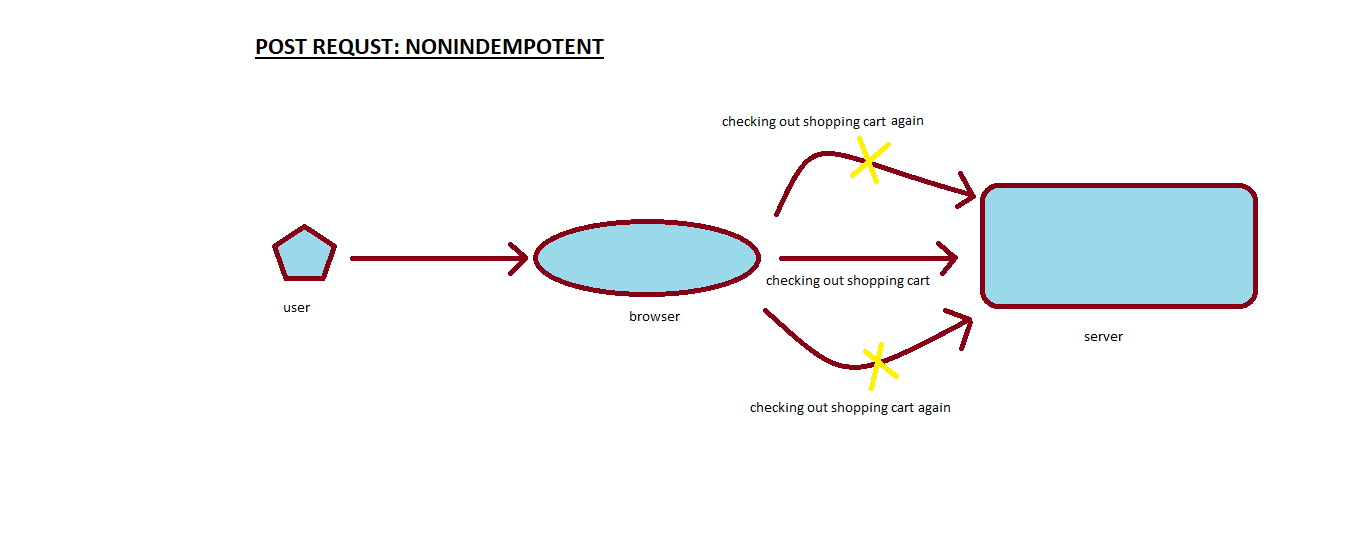 POST REQUST: NONINDEMPOTENT
checking out shopping cart again
checking out shopping cart
user
browser
server
checking out shopping cart again